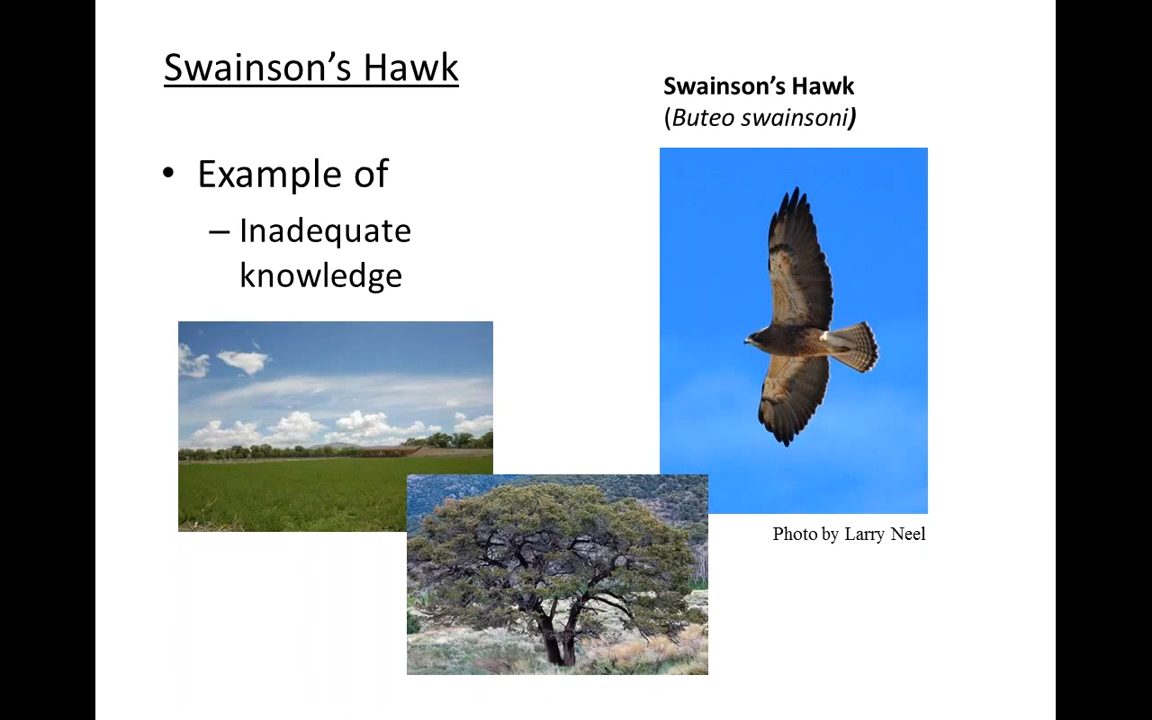 Swainson’s Hawk
• Example of
– Inadequate
knowledge
Swainson’s Hawk
(Buteo swainsoni)
Photo by Larry Neel